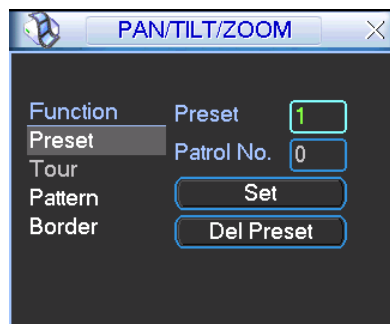 PAN/TILT/ZOOM
Function
Preset
Tour
Pattern
Border
Preset 1
Patrol No. 0
Set
Del Preset